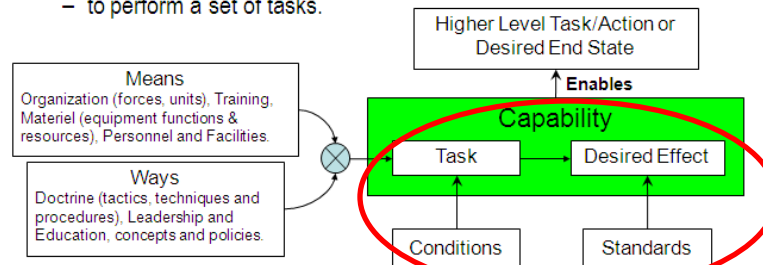 – to perform a set of tasks.
Higher Level Task/Action or
Desired End State
Enables
Means
Organization (forces, units), Training,
Materiel (equipment functions &
resources), Personnel and Facilities.
Capability
Task
Desired Effect
Ways
Doctrine (tactics, techniques and
procedures), Leadership and
Education, concepts and policies.
Conditions
Standards